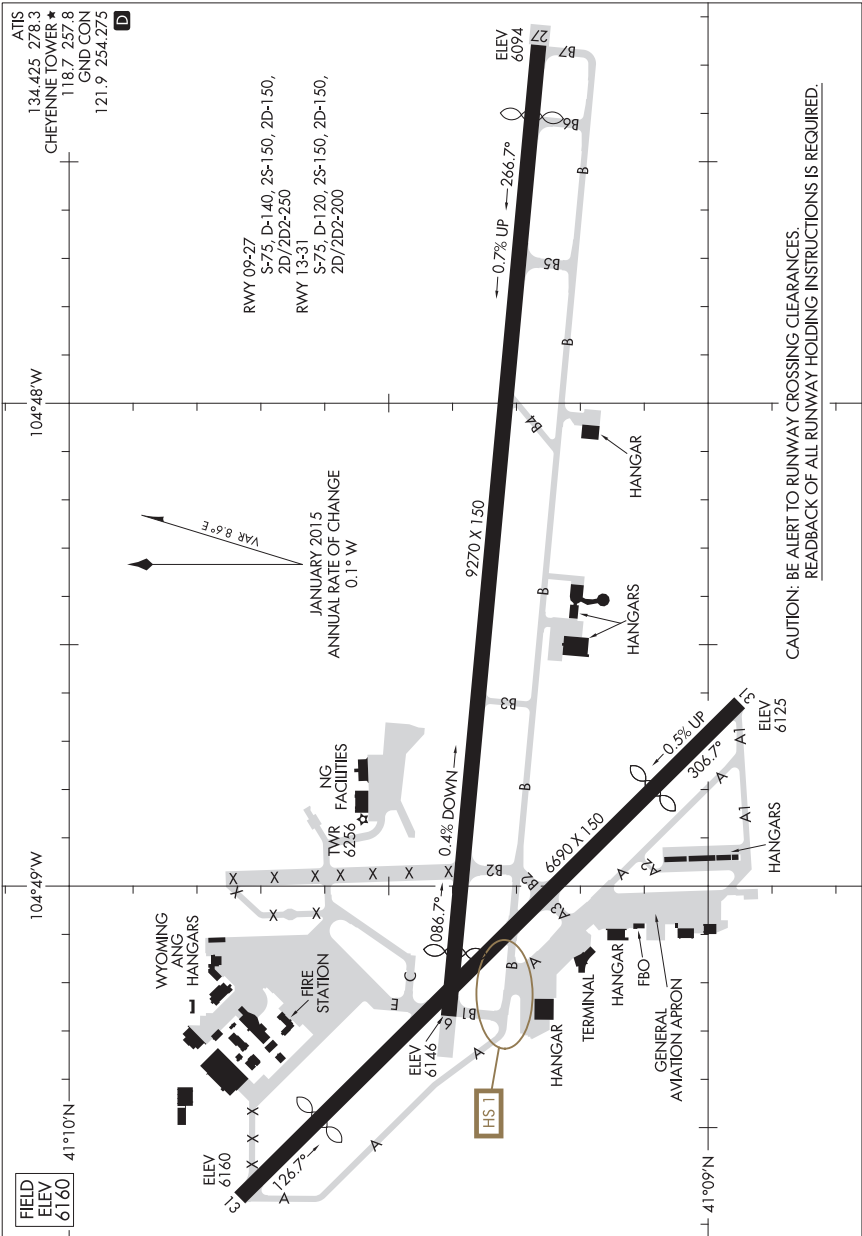 FIELD
ELEV
6160
ATIS
134.425 278.3
CHEYENNE TOWER ★
118.7 257.8
GND CON
121.9 254.275
D
104°49'W
104°48'W
41°10'N
41°09'N
RWY 09-27
S-75, D-140, 2S-150, 2D-150,
2D/2D2-250
RWY 13-31
S-75, D-120, 2S-150, 2D-150,
2D/2D2-200
VAR 8.6° E
JANUARY 2015
ANNUAL RATE OF CHANGE
0.1° W
WYOMING
ANG
HANGARS
FIRE
STATION
NG
FACILITIES
TWR
6256
X
X
X
X
X
X
X
X
X
X
X
X
X
X
ELEV
6160
13
126.7°
A
A
A
E
C
ELEV
6146
9
B1
086.7°
0.4% DOWN
9270 X 150
0.7% UP
266.7°
ELEV
6094
27
B7
B6
B5
B4
B3
B2
B2
B
B
B
B
B
HS 1
A
A3
A
A2
A
A1
A1
6690 X 150
0.5% UP
306.7°
31
ELEV
6125
HANGAR
TERMINAL
HANGAR
FBO
GENERAL
AVIATION APRON
HANGARS
HANGARS
HANGAR
CAUTION: BE ALERT TO RUNWAY CROSSING CLEARANCES.
READBACK OF ALL RUNWAY HOLDING INSTRUCTIONS IS REQUIRED.